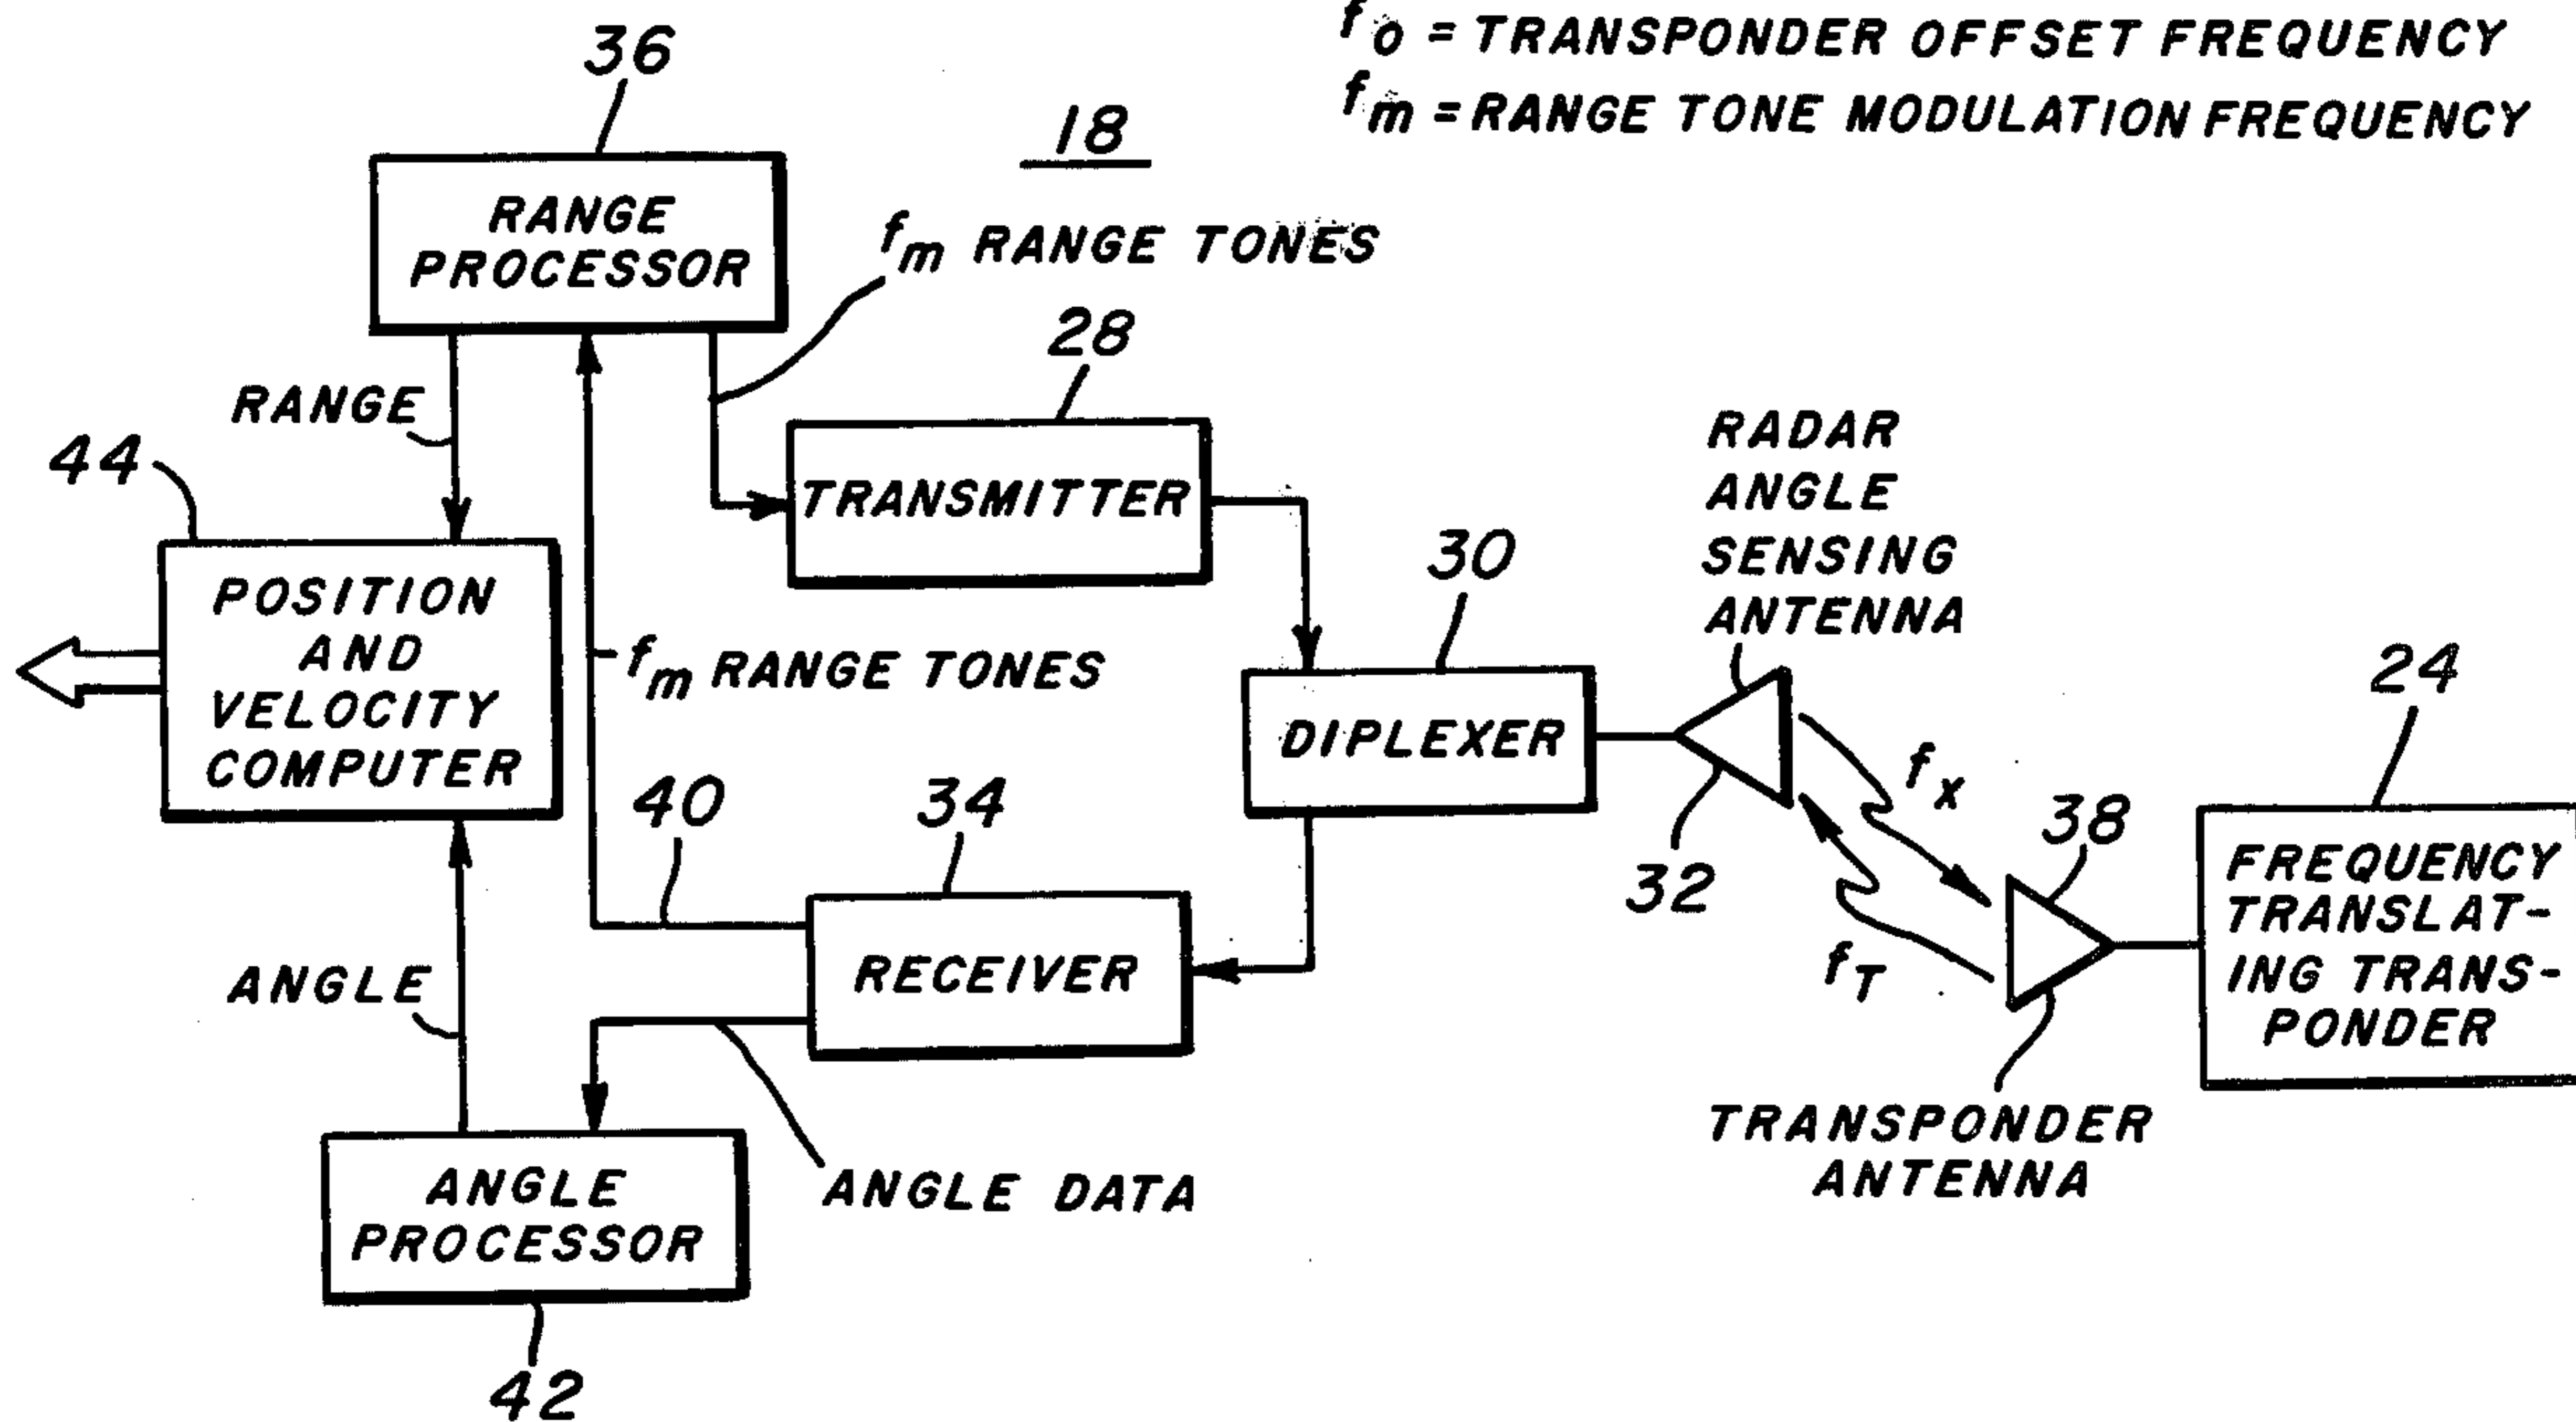 fo = TRANSPONDER OFFSET FREQUENCY
fm = RANGE TONE MODULATION FREQUENCY
36
18
RANGE
PROCESSOR
fm RANGE TONES
28
RANGE
TRANSMITTER
44
30
RADAR
ANGLE
SENSING
ANTENNA
POSITION
AND
VELOCITY
COMPUTER
fm RANGE TONES
DIPLEXER
24
40
34
32
fx
38
fT
FREQUENCY
TRANSLAT-
ING TRANS-
PONDER
ANGLE
RECEIVER
TRANSPONDER
ANTENNA
ANGLE
PROCESSOR
ANGLE DATA
42